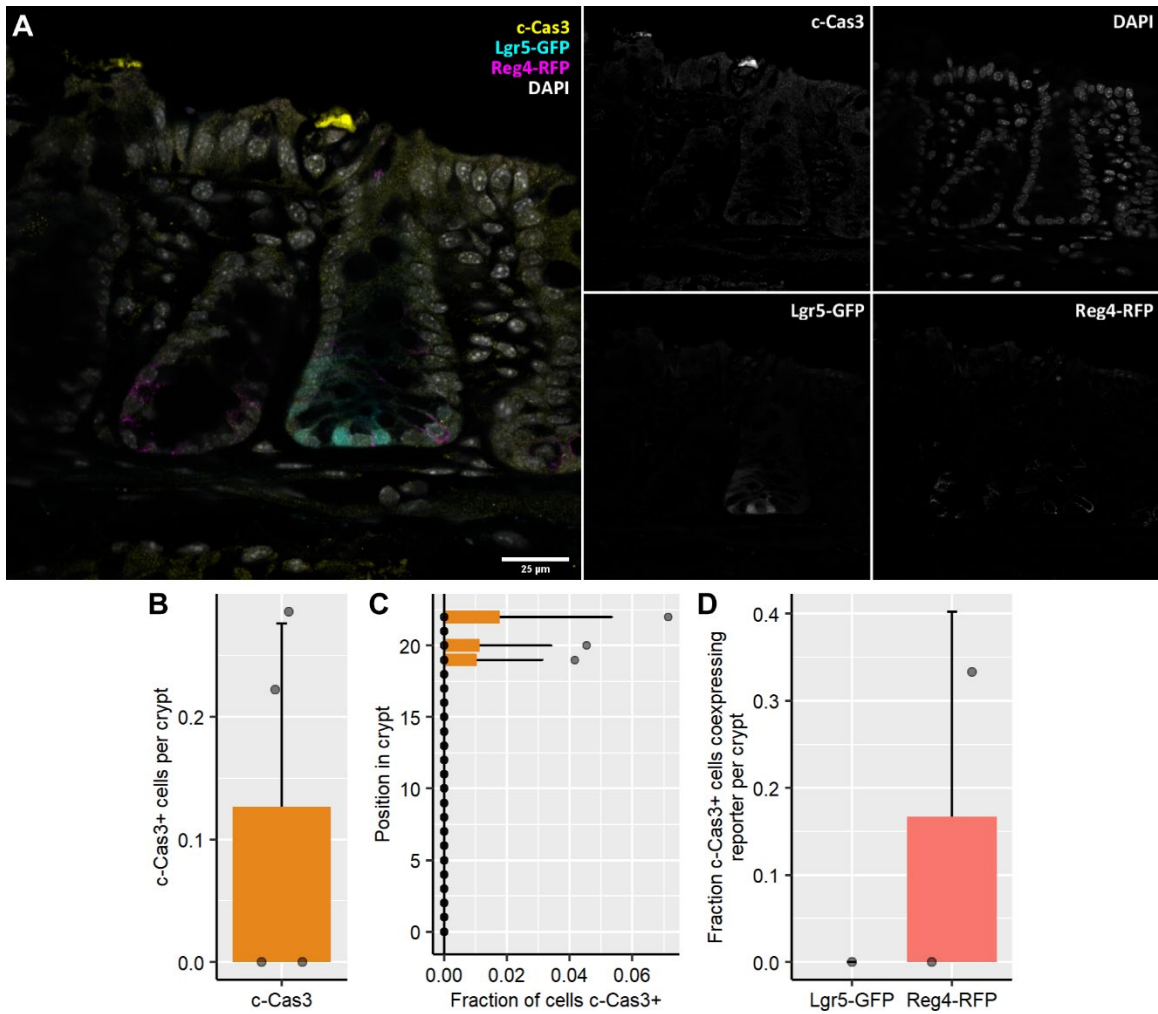 A
c-Cas3
Lgr5-GFP
Reg4-RFP
DAPI
25 µm
c-Cas3
DAPI
Lgr5-GFP
Reg4-RFP
B
c-Cas3+ cells per crypt
0.2
0.1
0.0
c-Cas3
C
Position in crypt
20
15
10
5
0
0.00 0.02 0.04 0.06
Fraction of cells c-Cas3+
D
Fraction c-Cas3+ cells coexpressing
reporter per crypt
0.4
0.3
0.2
0.1
0.0
Lgr5-GFP Reg4-RFP